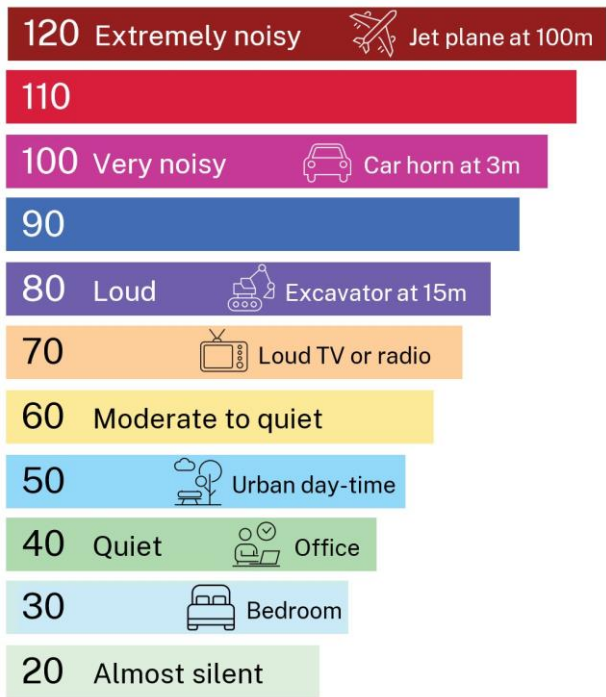 120 Extremely noisy Jet plane at 100m
110
100 Very noisy Car horn at 3m
90
80 Loud Excavator at 15m
70 Loud TV or radio
60 Moderate to quiet
50 Urban day-time
40 Quiet Office
30 Bedroom
20 Almost silent